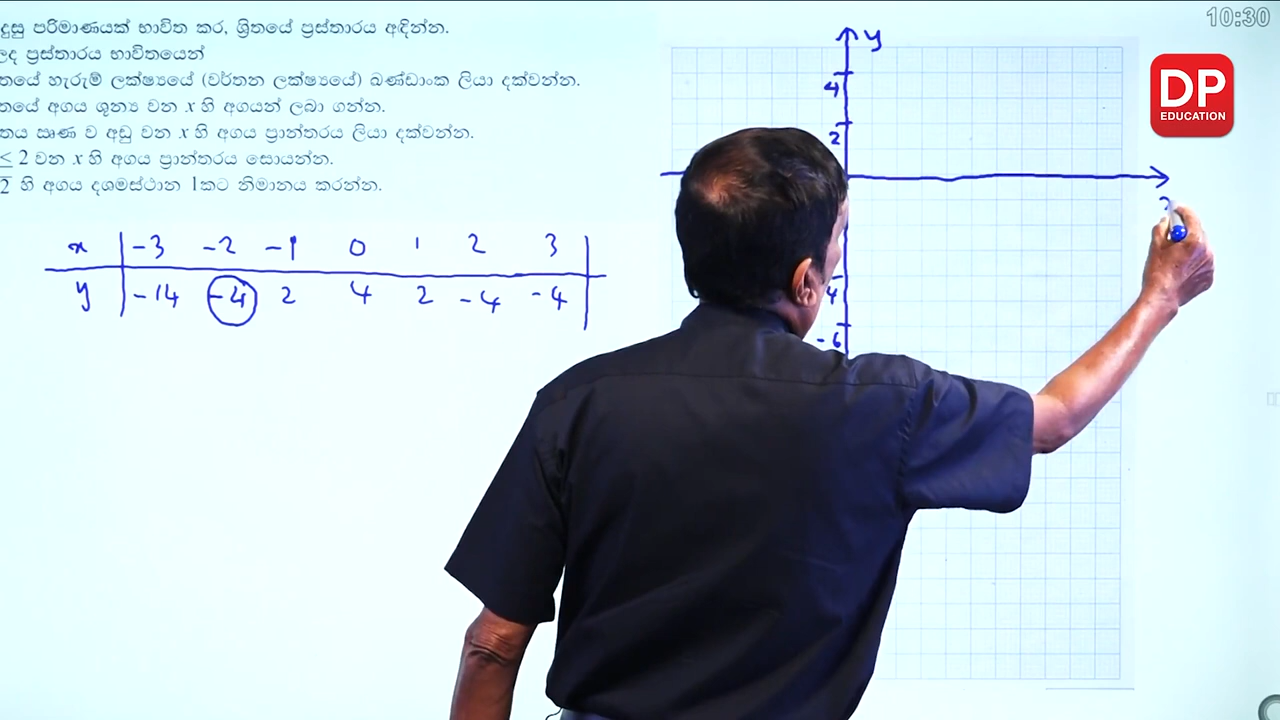 දුසු පරිමාණයක් භාවිත කර, ශ්‍රිතයේ ප්‍රස්තාරය අඳින්න.
ලද ප්‍රස්තාරය භාවිතයෙන්
තයේ හැරුම් ලක්ෂ්‍යයේ (වර්තන ලක්ෂ්‍යයේ) ඛණ්ඩාංක ලියා දක්වන්න.
තයේ අගය ශුන්‍ය වන x හි අගයන් ලබා ගන්න.
තය ඍණ ව අඩු වන x හි අගය ප්‍රාන්තරය ලියා දක්වන්න.
≤ 2 වන x හි අගය ප්‍රාන්තරය සොයන්න.
2 හි අගය දශමස්ථාන 1කට නිමානය කරන්න.
x -3 -2 -1 0 1 2 3
y -14 -4 2 4 2 -4 -4
y
4
2
4
-6
10:30
DP
EDUCATION